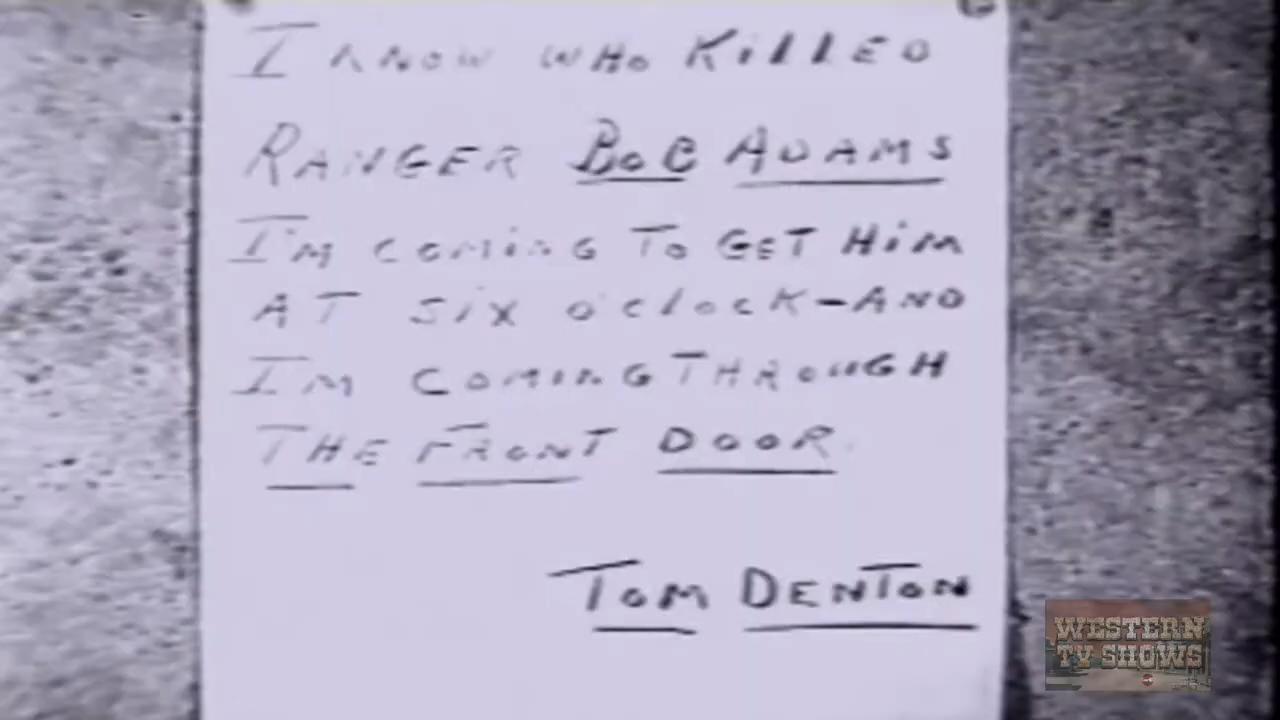 I KNOW WHO KILLED
RANGER BOB ADAMS
I'M COMING TO GET HIM
AT SIX O'CLOCK-AND
I'M COMING THROUGH
THE FRONT DOOR.
TOM DENTON
WESTERN
TV SHOWS